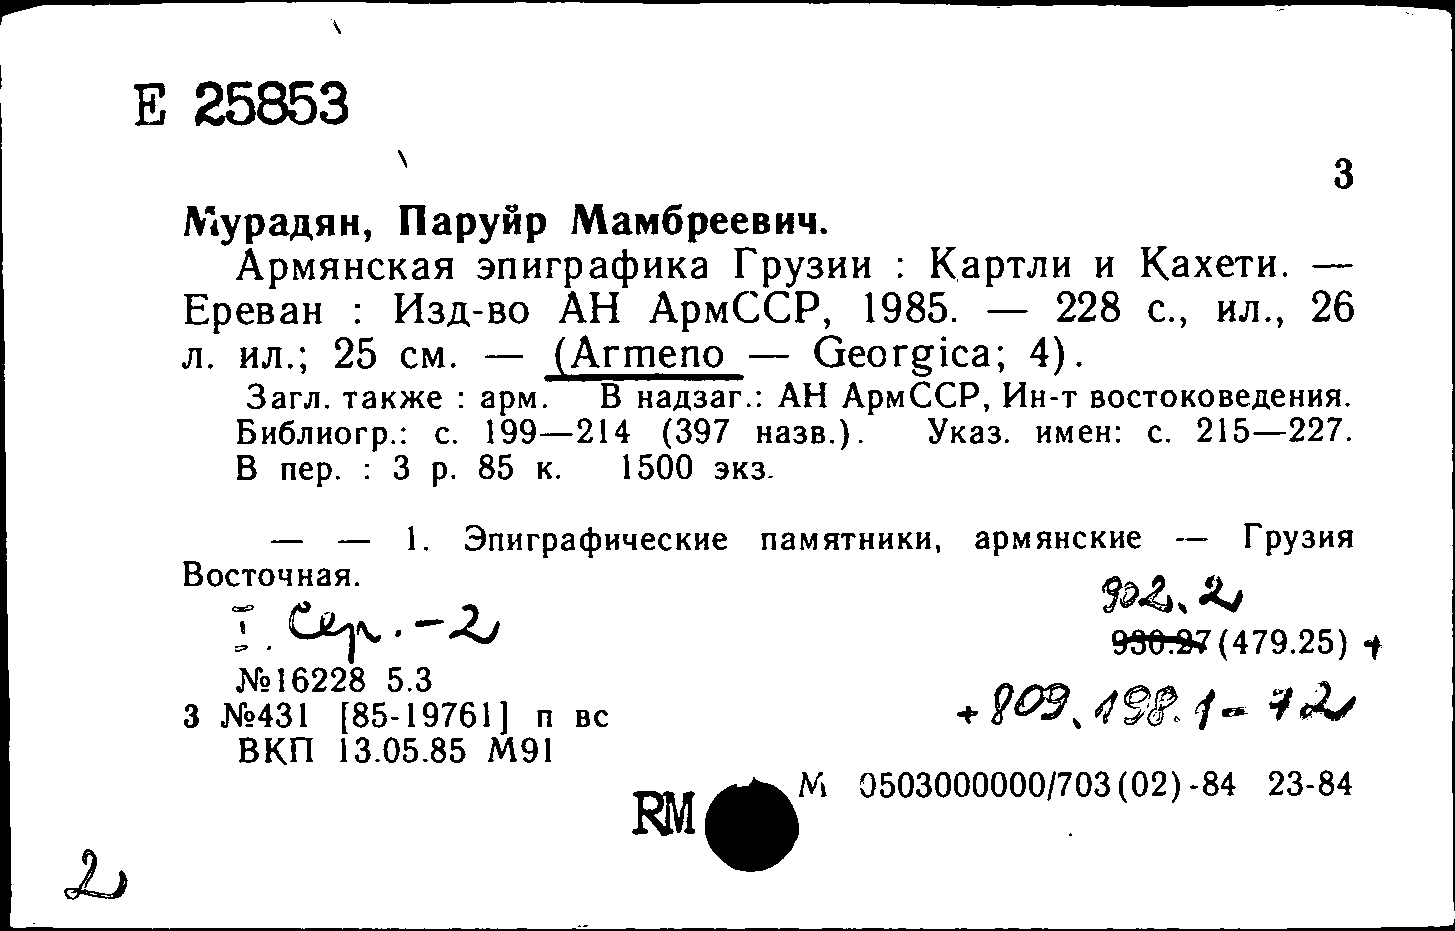 E 25853
3
Мурадян, Паруйр Мамбреевич.
Армянская эпиграфика Грузии : Картли и Кахети. —
Ереван : Изд-во АН АрмССР, 1985. — 228 с., ил., 26
л. ил.; 25 см. — (Armeno — Georgica; 4).
Загл. также : арм. В надзаг.: АН АрмССР, Ин-т востоковедения.
Библиогр.: с. 199—214 (397 назв.). Указ. имен: с. 215—227.
В пер. : 3 р. 85 к. 1500 экз.
— — 1. Эпиграфические памятники, армянские — Грузия
Восточная.
902.2
I. Сер. - 2
930.27 (479.25) +
№16228 5.3
3 №431 [85-19761] п вс
+ 809.198.1-72
ВКП 13.05.85 М91
М 0503000000/703(02)-84 23-84
RM
2